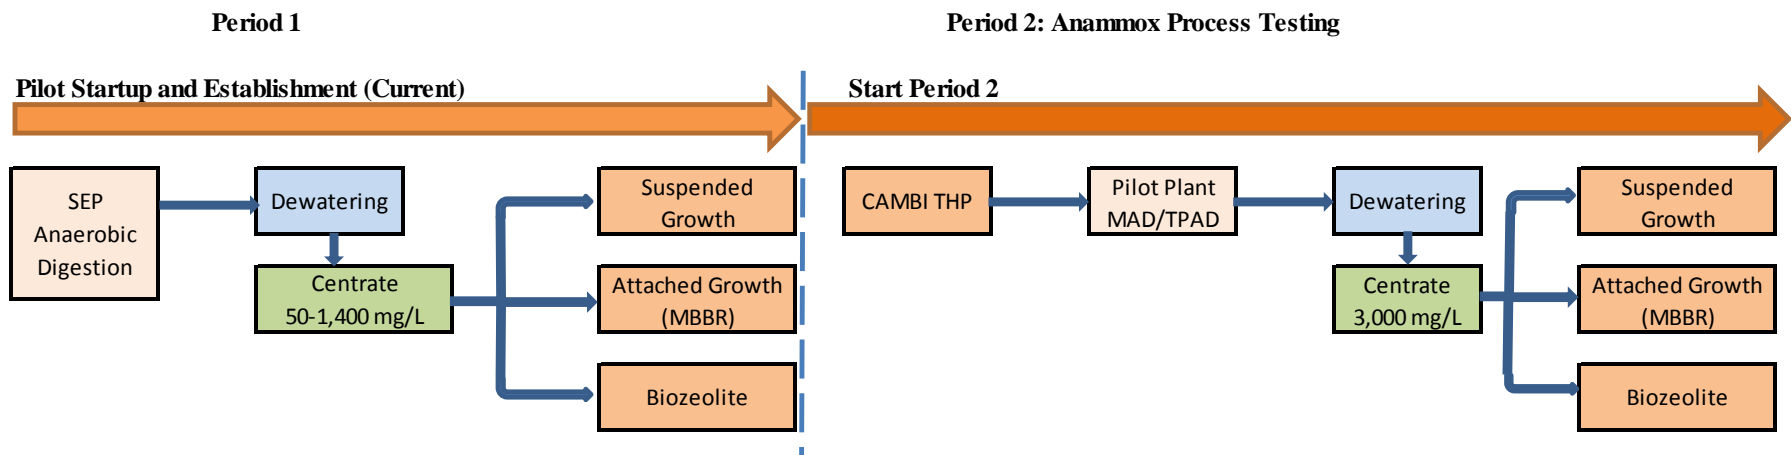 Period 1
Period 2: Anammox Process Testing
Pilot Startup and Establishment (Current)
Start Period 2
SEP
Anaerobic
Digestion
Dewatering
Centrate
50-1,400 mg/L
Suspended
Growth
Attached Growth
(MBBR)
Biozeolite
CAMBI THP
Pilot Plant
MAD/TPAD
Dewatering
Centrate
3,000 mg/L
Suspended
Growth
Attached Growth
(MBBR)
Biozeolite